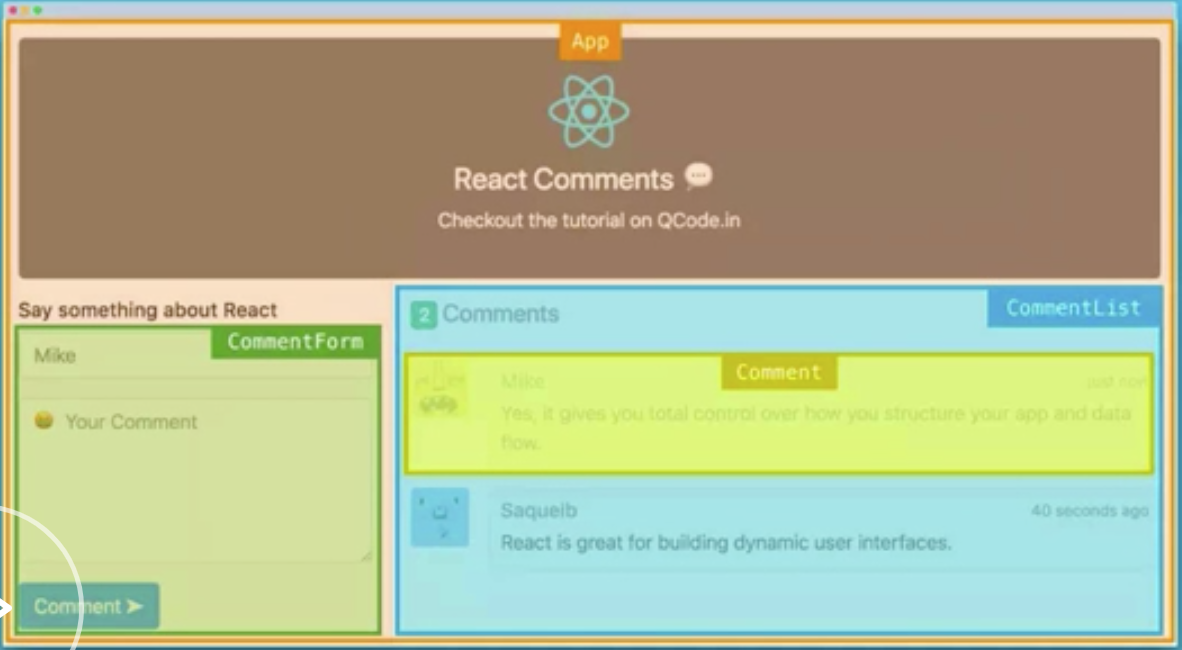 App
React Comments
Checkout the tutorial on QCode.in
Say something about React
CommentForm
Mike
Your Comment
Comment
2 Comments
CommentList
Comment
Mike
just now
Yes, it gives you total control over how you structure your app and data
flow.
Saqueib
40 seconds ago
React is great for building dynamic user interfaces.